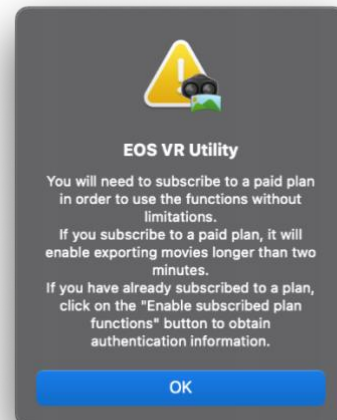 EOS VR Utility
You will need to subscribe to a paid plan
in order to use the functions without
limitations.
If you subscribe to a paid plan, it will
enable exporting movies longer than two
minutes.
If you have already subscribed to a plan,
click on the "Enable subscribed plan
functions" button to obtain
authentication information.
OK